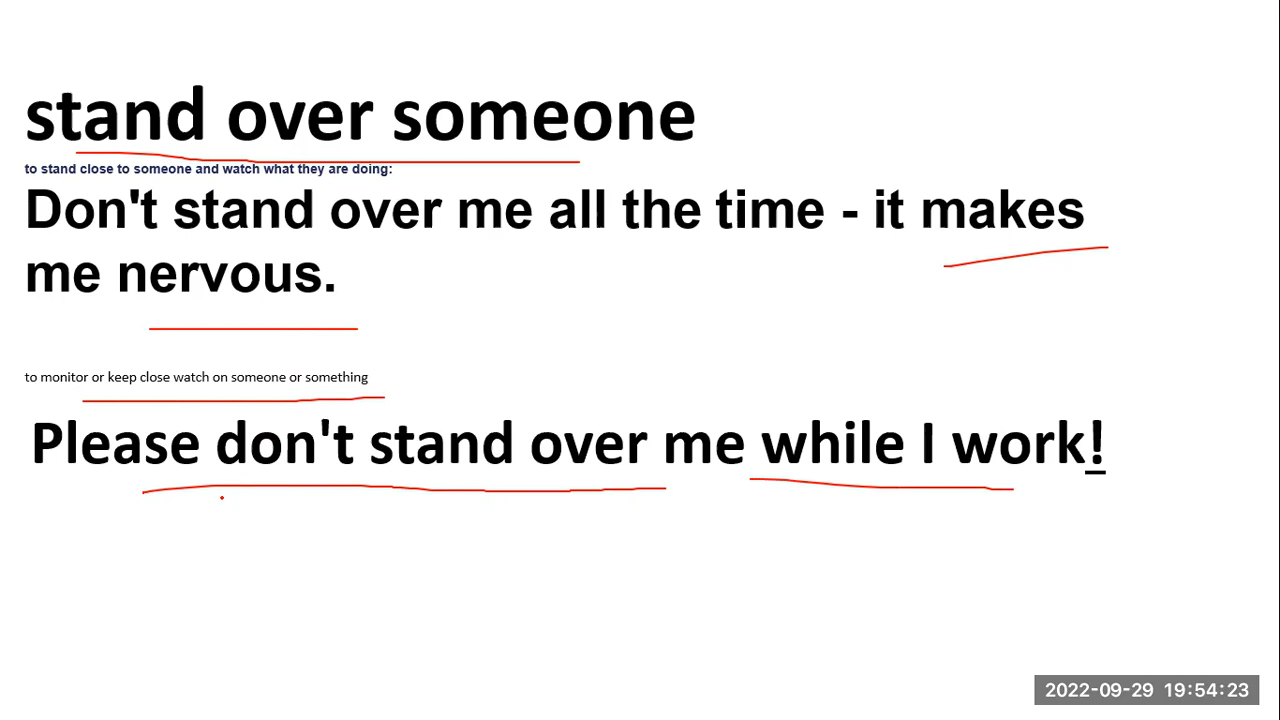 stand over someone
to stand close to someone and watch what they are doing:
Don't stand over me all the time - it makes
me nervous.
to monitor or keep close watch on someone or something
Please don't stand over me while I work!
2022-09-29 19:54:23